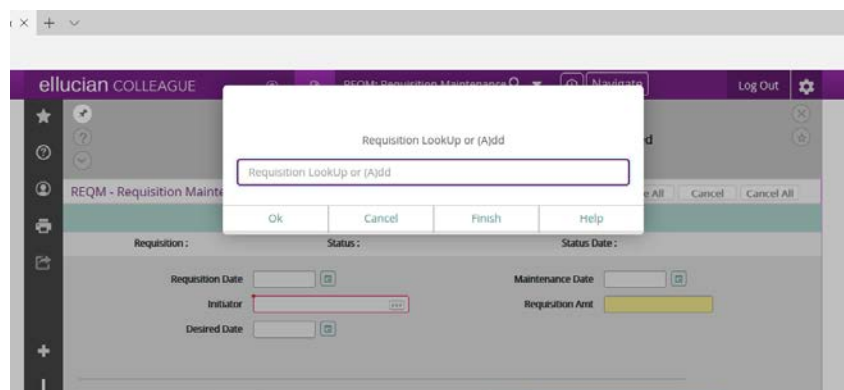 ellucian COLLEAGUE
REQM: Requisition Maintenance
Navigate
Log Out
Requisition LookUp or (A)dd
Requisition LookUp or (A)dd
REQM - Requisition Mainte
e All
Cancel
Cancel All
Ok
Cancel
Finish
Help
Requisition :
Status :
Status Date :
Requisition Date
Maintenance Date
Initiator
Requisition Amt
Desired Date